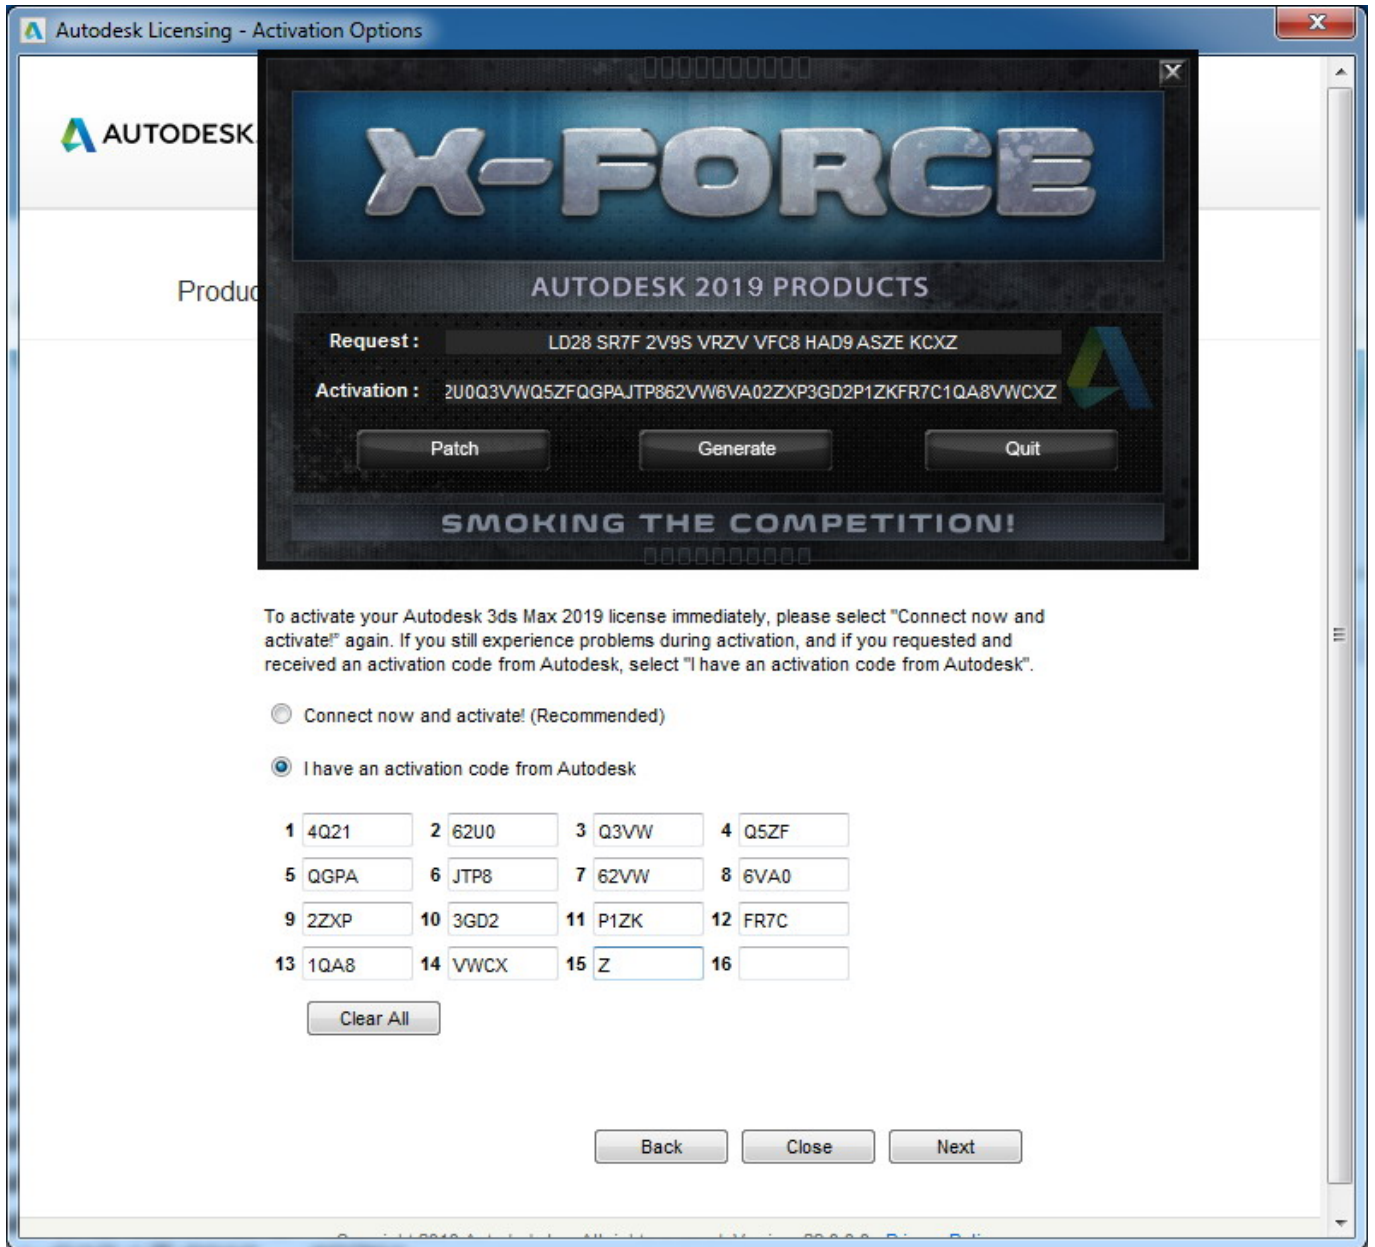 Autodesk Licensing - Activation Options
X
AUTODESK.
X-FORCE
Produc
AUTODESK 2019 PRODUCTS
Request :
LD28 SR7F 2V9S VRZV VFC8 HAD9 ASZE KCXZ
Activation :
2U0Q3VWQ5ZFQGPAJTP862VW6VA02ZXP3GD2P1ZKFR7C1QA8VWCXZ
Patch Generate Quit
SMOKING THE COMPETITION!
To activate your Autodesk 3ds Max 2019 license immediately, please select "Connect now and
activate!" again. If you still experience problems during activation, and if you requested and
received an activation code from Autodesk, select "I have an activation code from Autodesk".
Connect now and activate! (Recommended)
I have an activation code from Autodesk
1 4Q21 2 62U0 3 Q3VW 4 Q5ZF
5 QGPA 6 JTP8 7 62VW 8 6VA0
9 2ZXP 10 3GD2 11 P1ZK 12 FR7C
13 1QA8 14 VWCX 15 Z 16
Clear All
Back Close Next